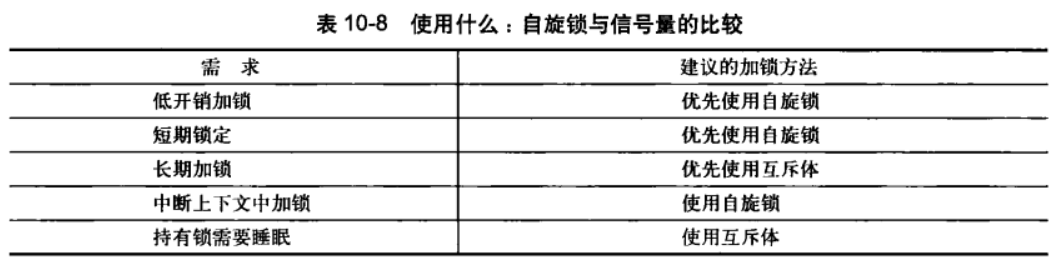 表 10-8 使用什么：自旋锁与信号量的比较
需 求 建议的加锁方法
低开销加锁 优先使用自旋锁
短期锁定 优先使用自旋锁
长期加锁 优先使用互斥体
中断上下文中加锁 使用自旋锁
持有锁需要睡眠 使用互斥体